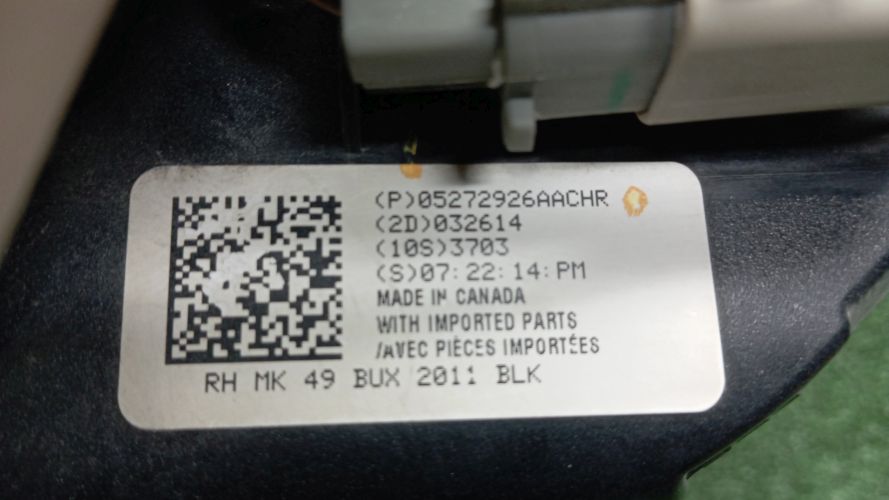 (P)05272926AACHR
(2D)032614
(10S)3703
(S)07:22:14:PM
MADE IN CANADA
WITH IMPORTED PARTS
/AVEC PIÈCES IMPORTÉES
RH MK 49 BUX 2011 BLK